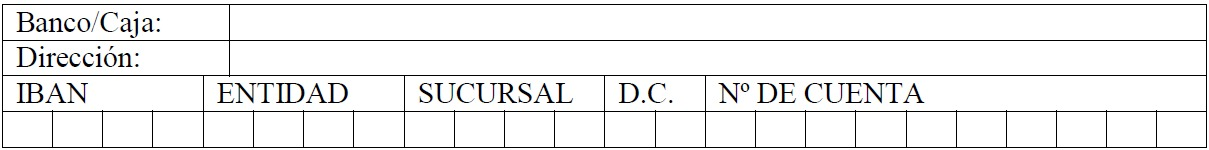 Banco/Caja:
Dirección:
IBAN ENTIDAD SUCURSAL D.C. Nº DE CUENTA